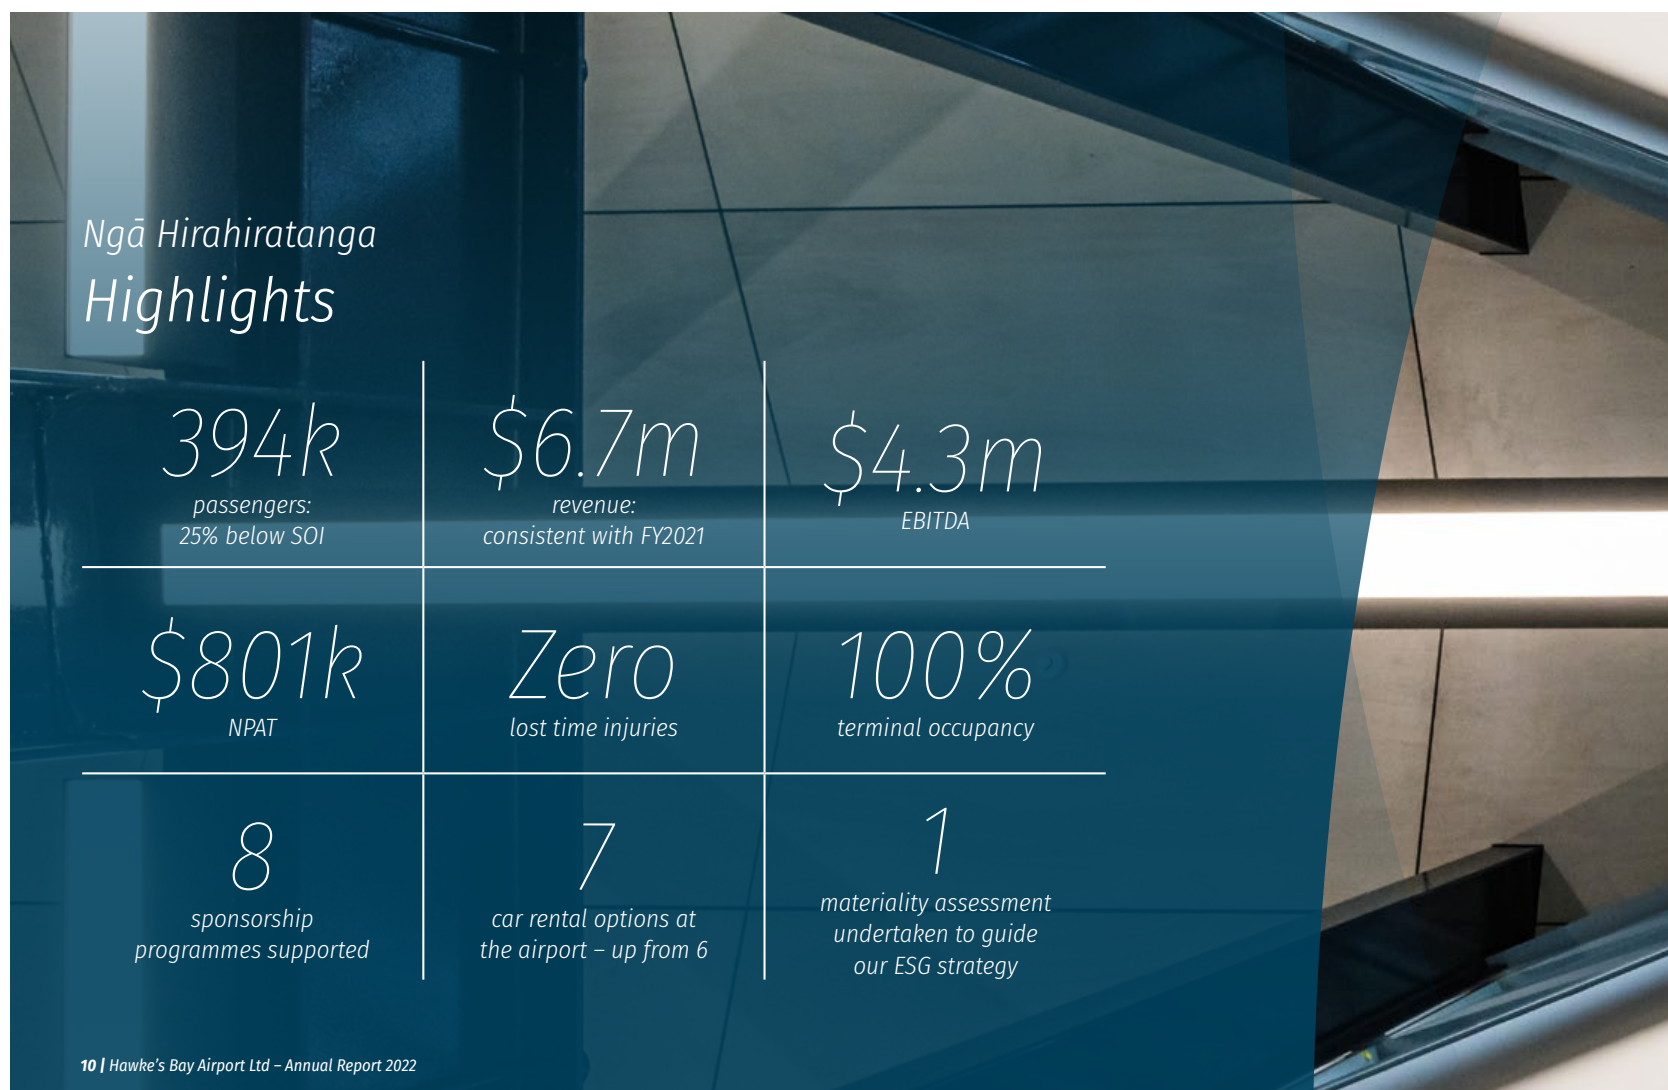 Ngā Hirahiratanga
Highlights
394k
passengers:
25% below SOI
$6.7m
revenue:
consistent with FY2021
$4.3m
EBITDA
$801k
NPAT
Zero
lost time injuries
100%
terminal occupancy
8
sponsorship
programmes supported
7
car rental options at
the airport – up from 6
1
materiality assessment
undertaken to guide
our ESG strategy
10 | Hawke's Bay Airport Ltd – Annual Report 2022